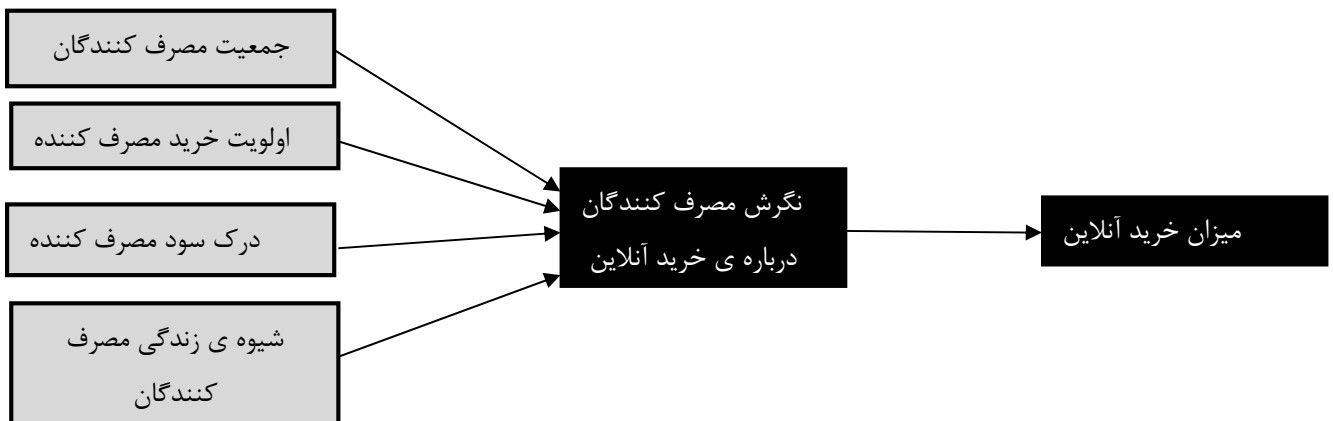 جمعیت مصرف کنندگان
اولویت خرید مصرف کننده
درک سود مصرف کننده
شیوه ی زندگی مصرف
کنندگان
نگرش مصرف کنندگان
درباره ی خرید آنلاین
میزان خرید آنلاین